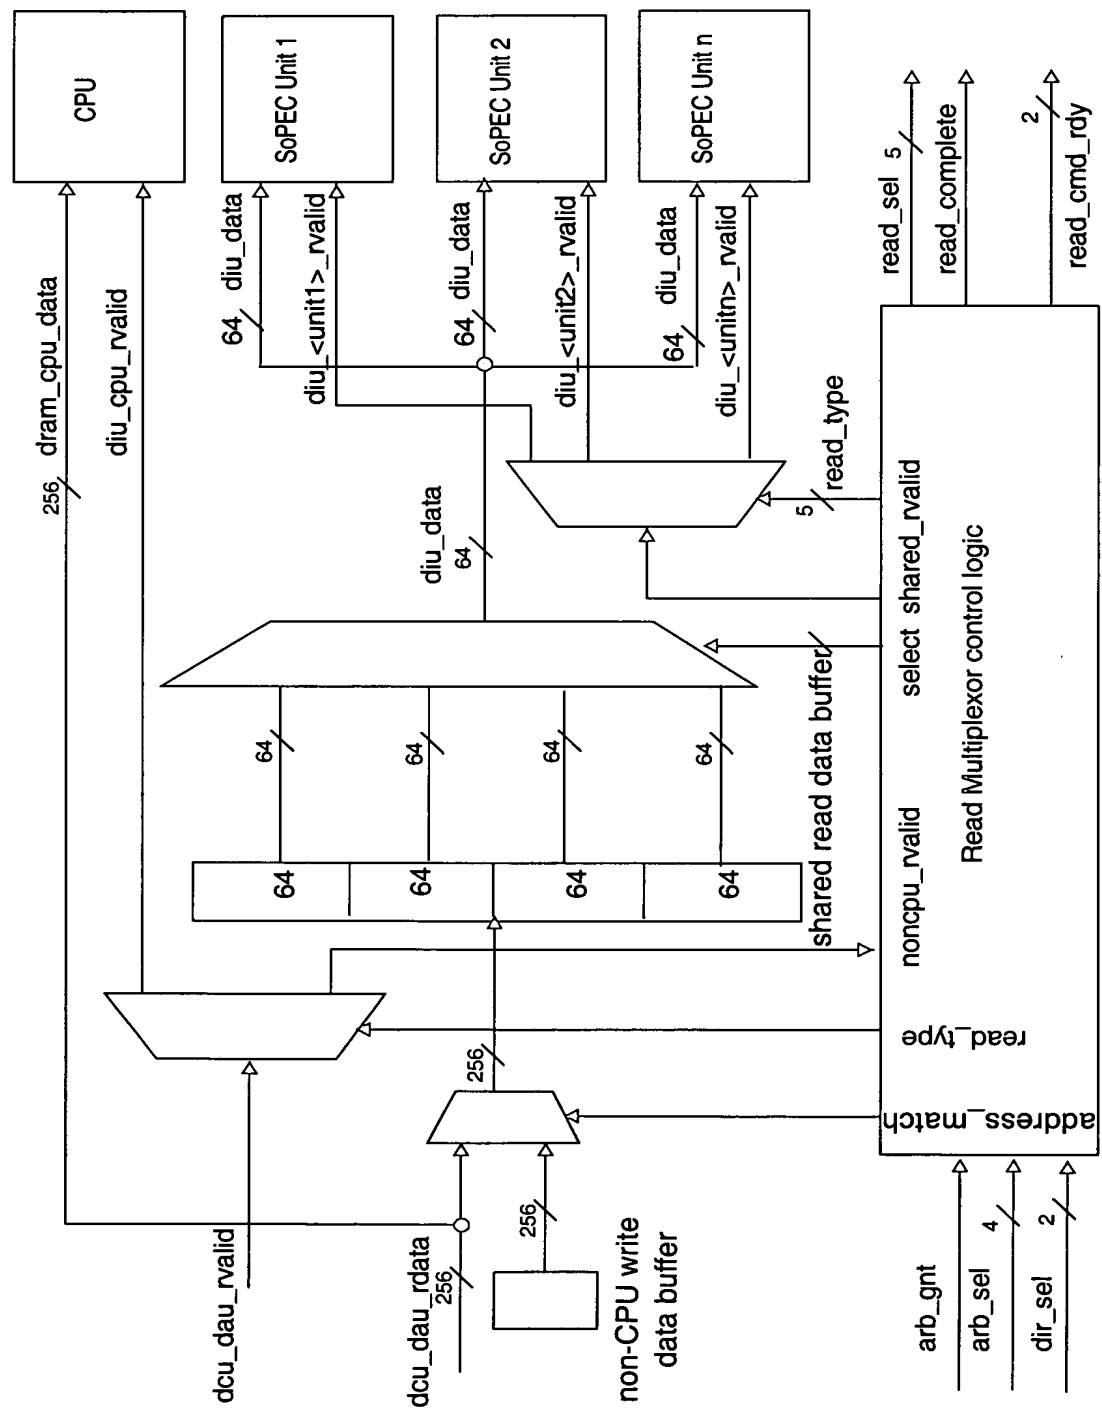 CPU
SoPEC Unit 1
SoPEC Unit 2
SoPEC Unit n
dram_cpu_data
256
diu_cpu_rvalid
diu_data
64
diu_<unit1>_rvalid
diu_data
64
diu_<unit2>_rvalid
diu_data
64
diu_<unitn>_rvalid
diu_data
64
read_type
5
64
64
64
64
64
64
64
64
shared read data buffer
256
dcu_dau_rvalid
dcu_dau_rdata
256
256
non-CPU write
data buffer
address_match
read_type
noncpu_rvalid
select
shared_rvalid
Read Multiplexor control logic
arb_gnt
arb_sel
4
dir_sel
2
read_sel
5
read_complete
2
read_cmd_rdy